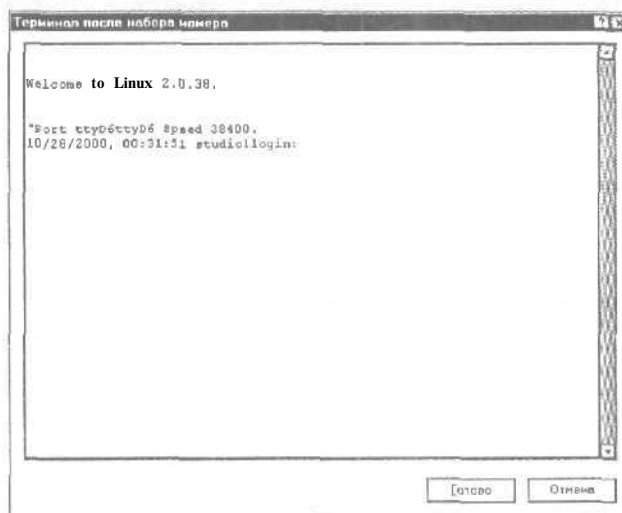 Терминал после набора номера
Welcome to Linux 2.0.38.
"Port ttyD6ttyD6 Speed 38400.
10/28/2000, 00:31:51 studio!login:
Готово
Отмена